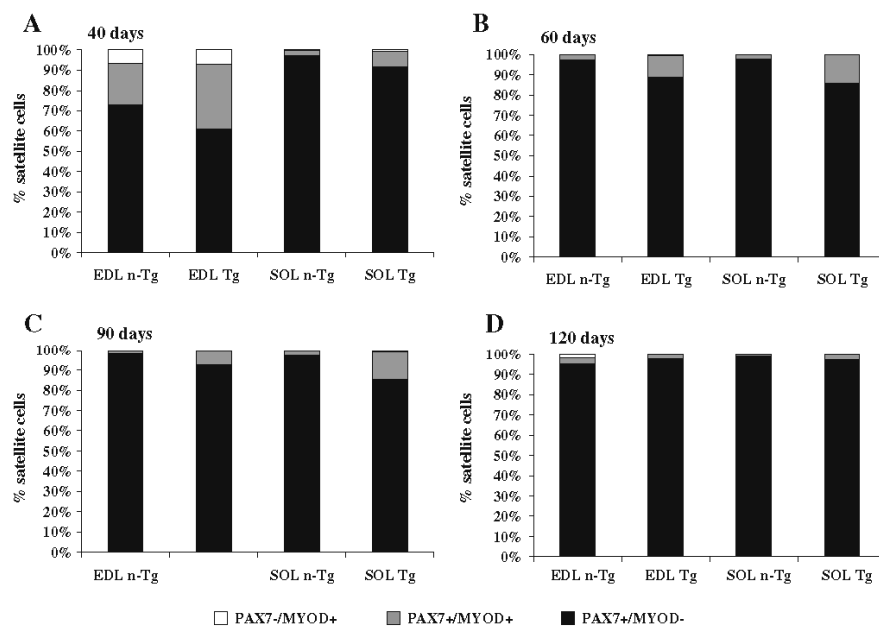 A
40 days
100%
90%
80%
70%
60%
50%
40%
30%
20%
10%
0%
% satellite cells
EDL n-Tg EDL Tg SOL n-Tg SOL Tg
B
60 days
100%
90%
80%
70%
60%
50%
40%
30%
20%
10%
0%
% satellite cells
EDL n-Tg EDL Tg SOL n-Tg SOL Tg
C
90 days
100%
90%
80%
70%
60%
50%
40%
30%
20%
10%
0%
% satellite cells
EDL n-Tg SOL n-Tg SOL Tg
D
120 days
100%
90%
80%
70%
60%
50%
40%
30%
20%
10%
0%
% satellite cells
EDL n-Tg EDL Tg SOL n-Tg SOL Tg
PAX7-/MYOD+ PAX7+/MYOD+ PAX7+/MYOD-